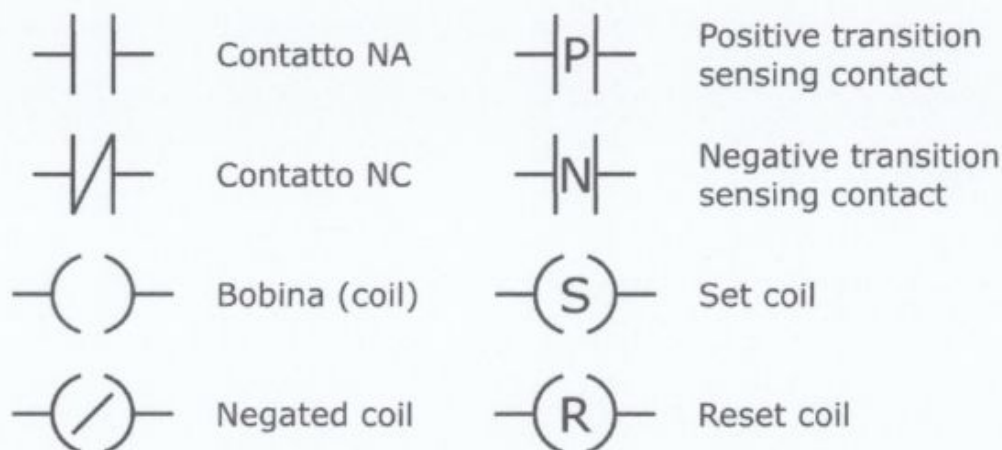 Contatto NA
P
Positive transition
sensing contact
Contatto NC
N
Negative transition
sensing contact
Bobina (coil)
S
Set coil
Negated coil
R
Reset coil